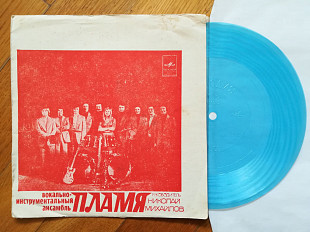 вокально-
инструментальный
ансамбль
ПЛАМЯ
руководитель
НИКОЛАЙ
МИХАЙЛОВ